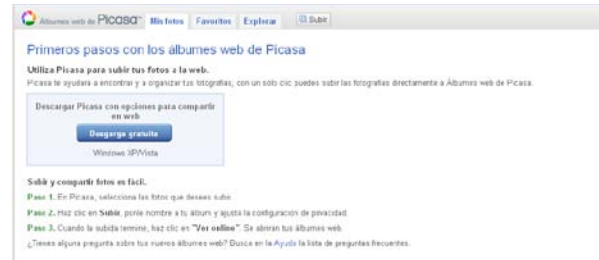 Álbumes web de Picasa™ Mis fotos Favoritos Explorar Subir
Primeros pasos con los álbumes web de Picasa
Utiliza Picasa para subir tus fotos a la web.
Picasa te ayudará a encontrar y a organizar tus fotografías, con un sólo clic puedes subir las fotografías directamente a Álbumes web de Picasa.
Descargar Picasa con opciones para compartir
en web
Descarga gratuita
Windows XP/Vista
Subir y compartir fotos es fácil.
Paso 1. En Picasa, selecciona las fotos que desees subir.
Paso 2. Haz clic en Subir, ponle nombre a tu álbum y ajusta la configuración de privacidad.
Paso 3. Cuando la subida termine, haz clic en "Ver online". Se abrirán tus álbumes web.
¿Tienes alguna pregunta sobre tus nuevos álbumes web? Busca en la Ayuda la lista de preguntas frecuentes.